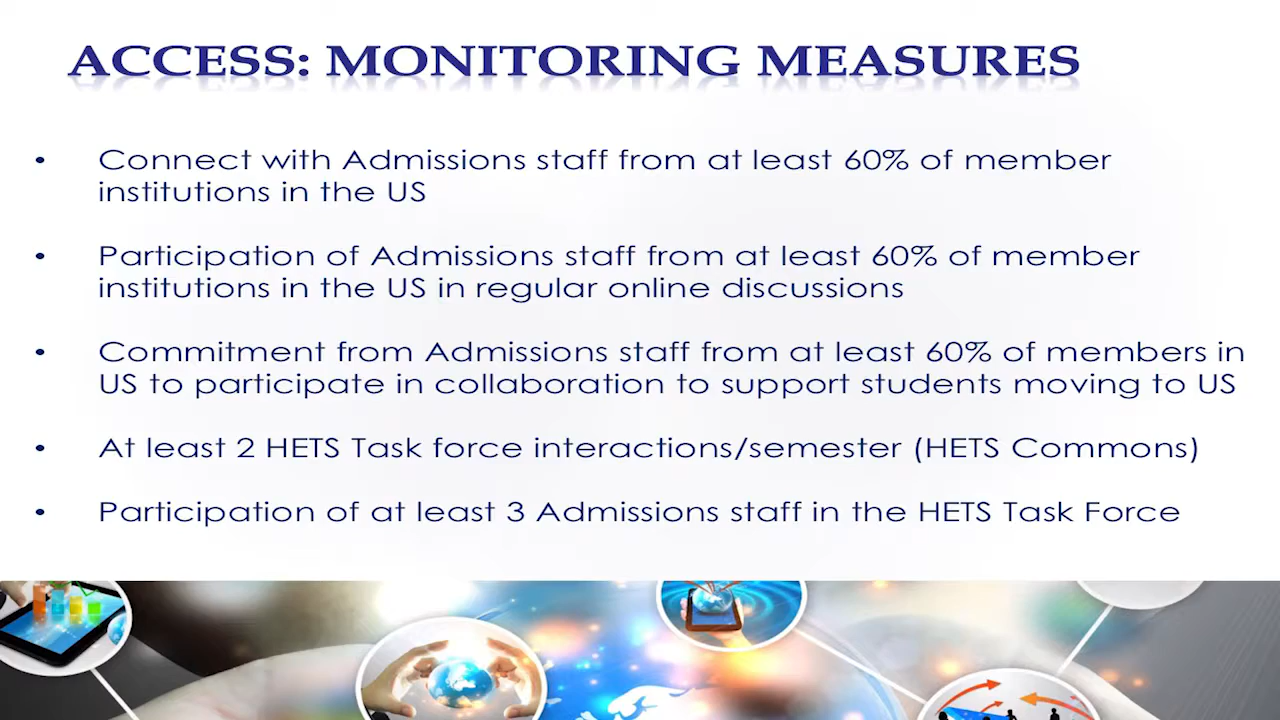 ACCESS: MONITORING MEASURES
• Connect with Admissions staff from at least 60% of member
institutions in the US
• Participation of Admissions staff from at least 60% of member
institutions in the US in regular online discussions
• Commitment from Admissions staff from at least 60% of members in
US to participate in collaboration to support students moving to US
• At least 2 HETS Task force interactions/semester (HETS Commons)
• Participation of at least 3 Admissions staff in the HETS Task Force